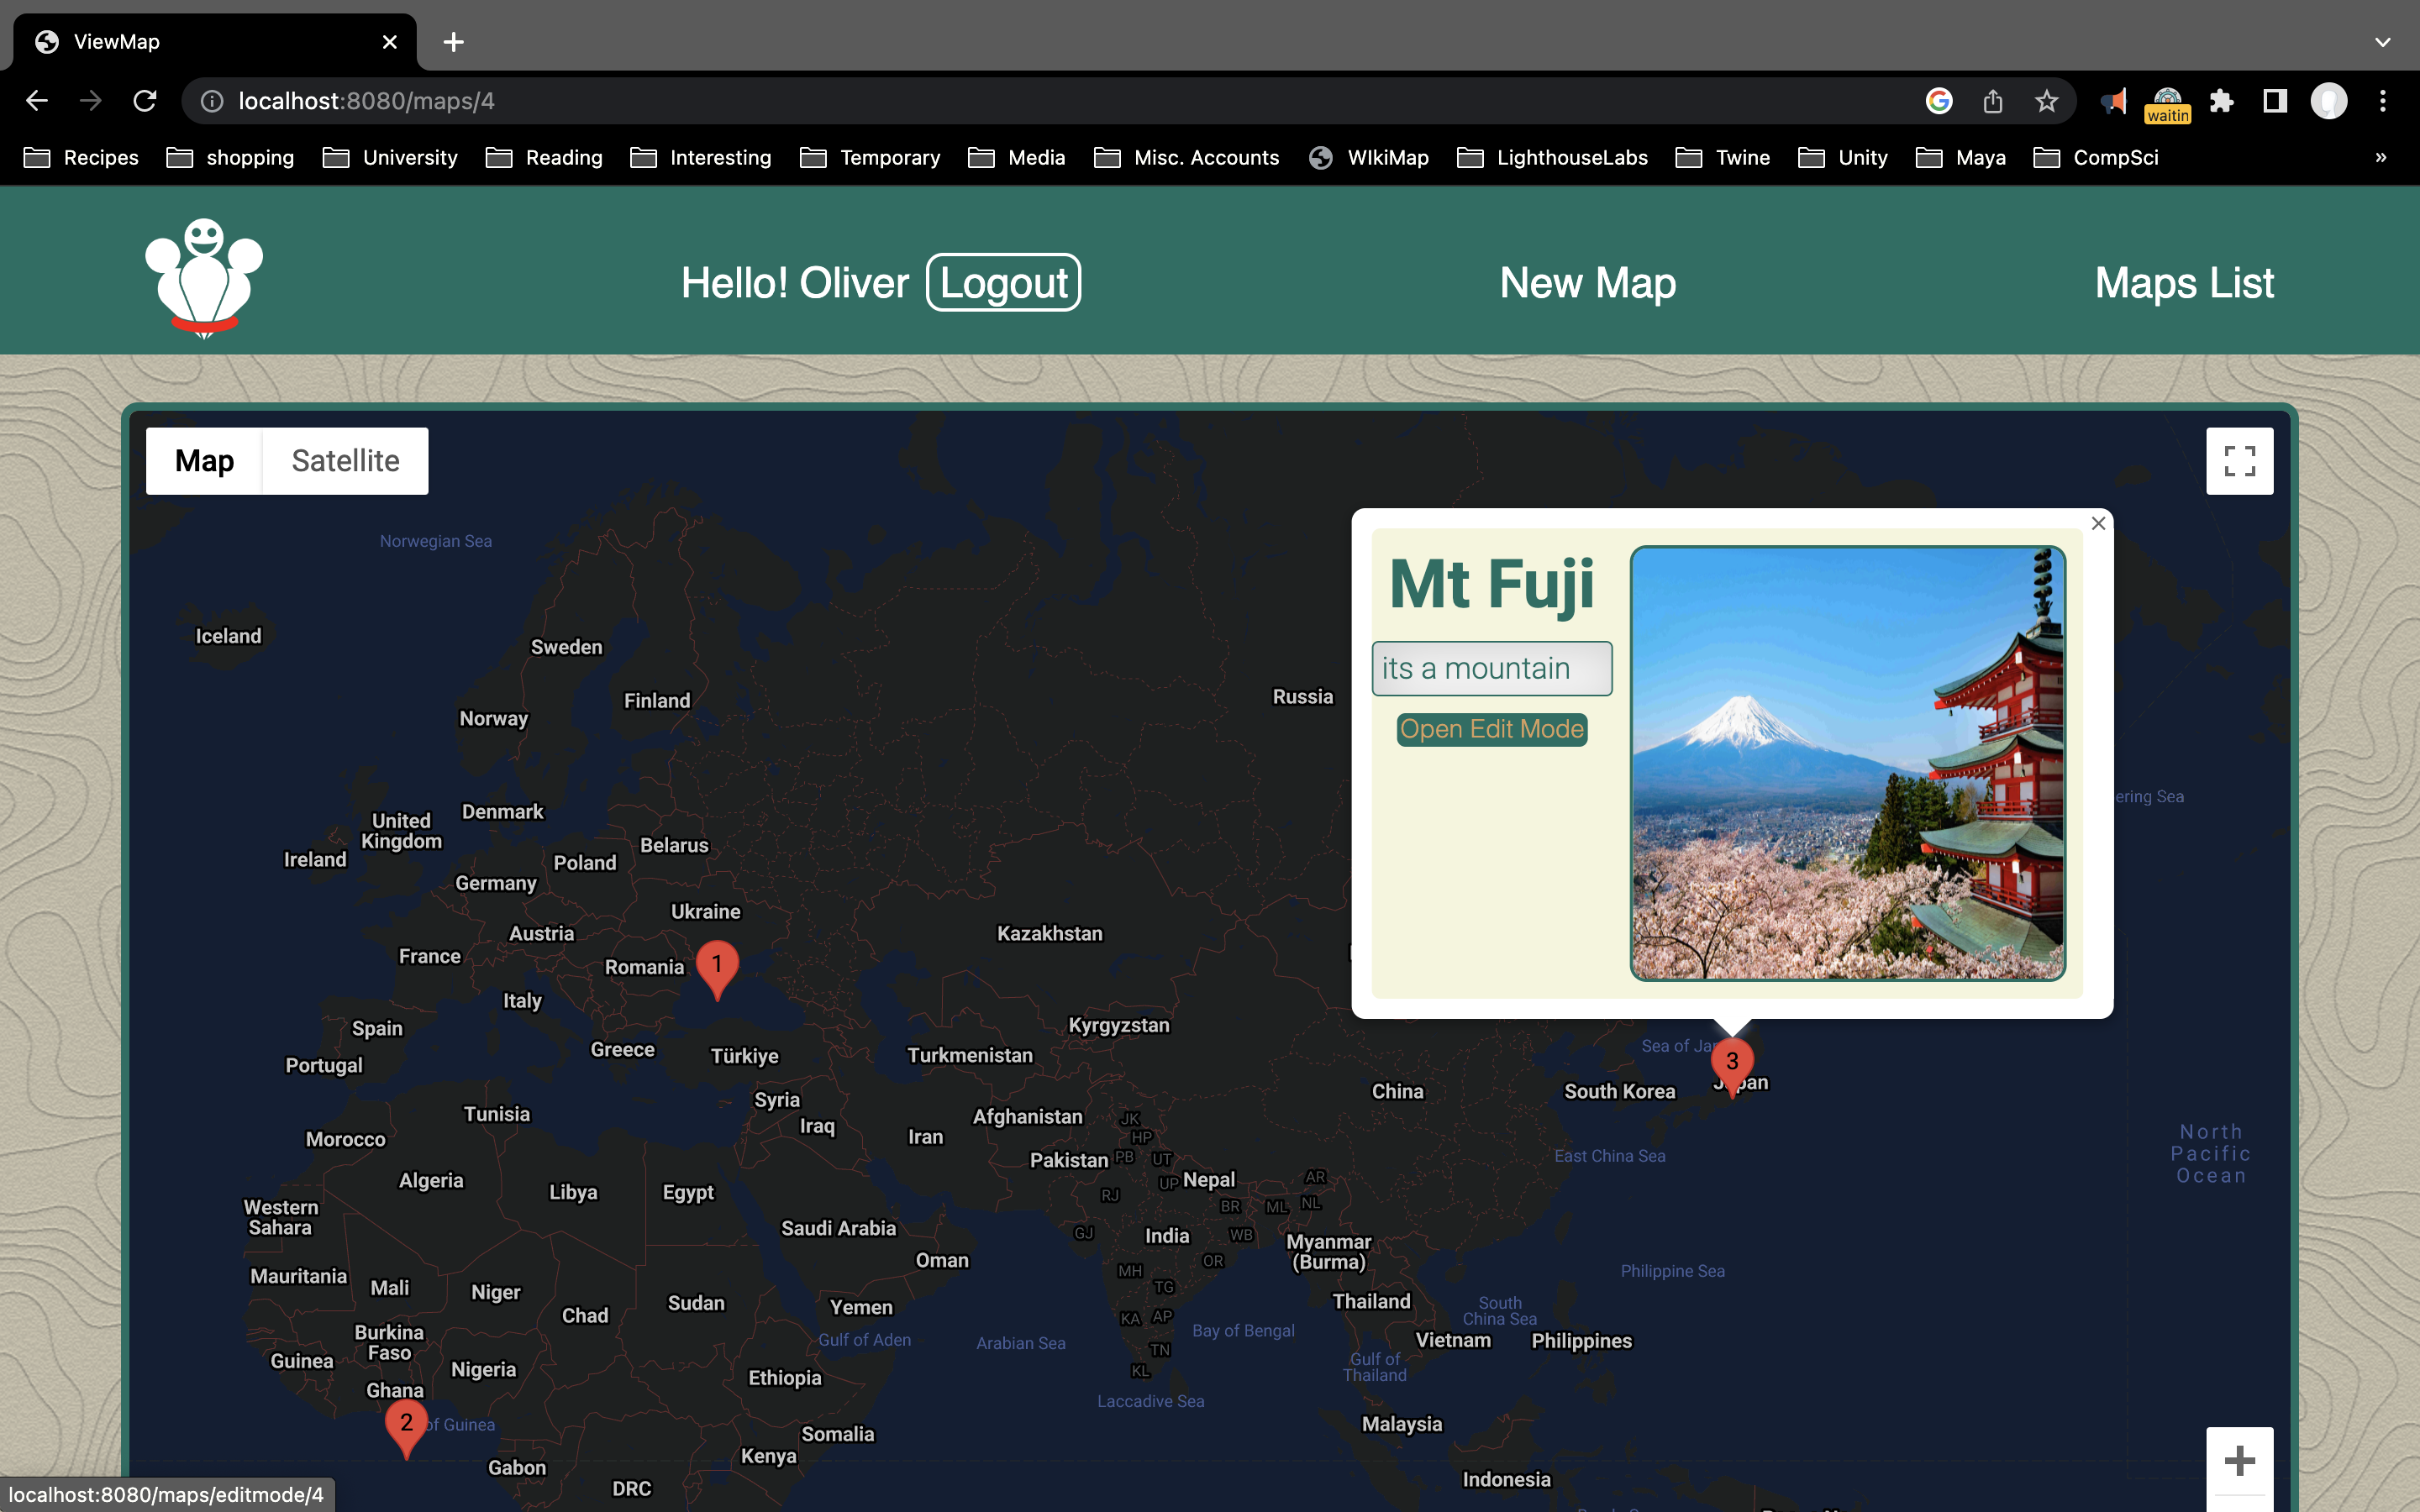 ViewMap
localhost:8080/maps/4
waitin
Recipes shopping University Reading Interesting Temporary Media Misc. Accounts WIkiMap LighthouseLabs Twine Unity Maya CompSci »
Hello! Oliver Logout New Map Maps List
Map Satellite
Norwegian Sea
Iceland
Sweden
Finland
Norway
Russia
Mt Fuji
its a mountain
Open Edit Mode
ering Sea
Denmark
United
Kingdom
Ireland
Belarus
Poland
Germany
Ukraine
Austria
France
Romania
1
Kazakhstan
Italy
Spain
Portugal
Greece
Türkiye
Turkmenistan
Kyrgyzstan
Sea of Jap
3
Japan
South Korea
China
Syria
Iraq
Iran
Afghanistan
Tunisia
Morocco
Algeria
Libya
Egypt
Pakistan
JK
HP
PB
UT
UP
Nepal
AR
RJ
BR
ML
NL
GJ
India
WB
East China Sea
North
Pacific
Ocean
Western
Sahara
Saudi Arabia
Oman
Myanmar
(Burma)
OR
MH
TG
Philippine Sea
Mauritania
Mali
Niger
Chad
Sudan
Yemen
Thailand
South
China Sea
KA
AP
Burkina
Faso
Guinea
Nigeria
Gulf of Aden
Arabian Sea
Bay of Bengal
Vietnam
Philippines
TN
KL
Gulf of
Thailand
Ghana
Ethiopia
Laccadive Sea
2
of Guinea
Somalia
Malaysia
Gabon
Kenya
DRC
Indonesia
localhost:8080/maps/editmode/4